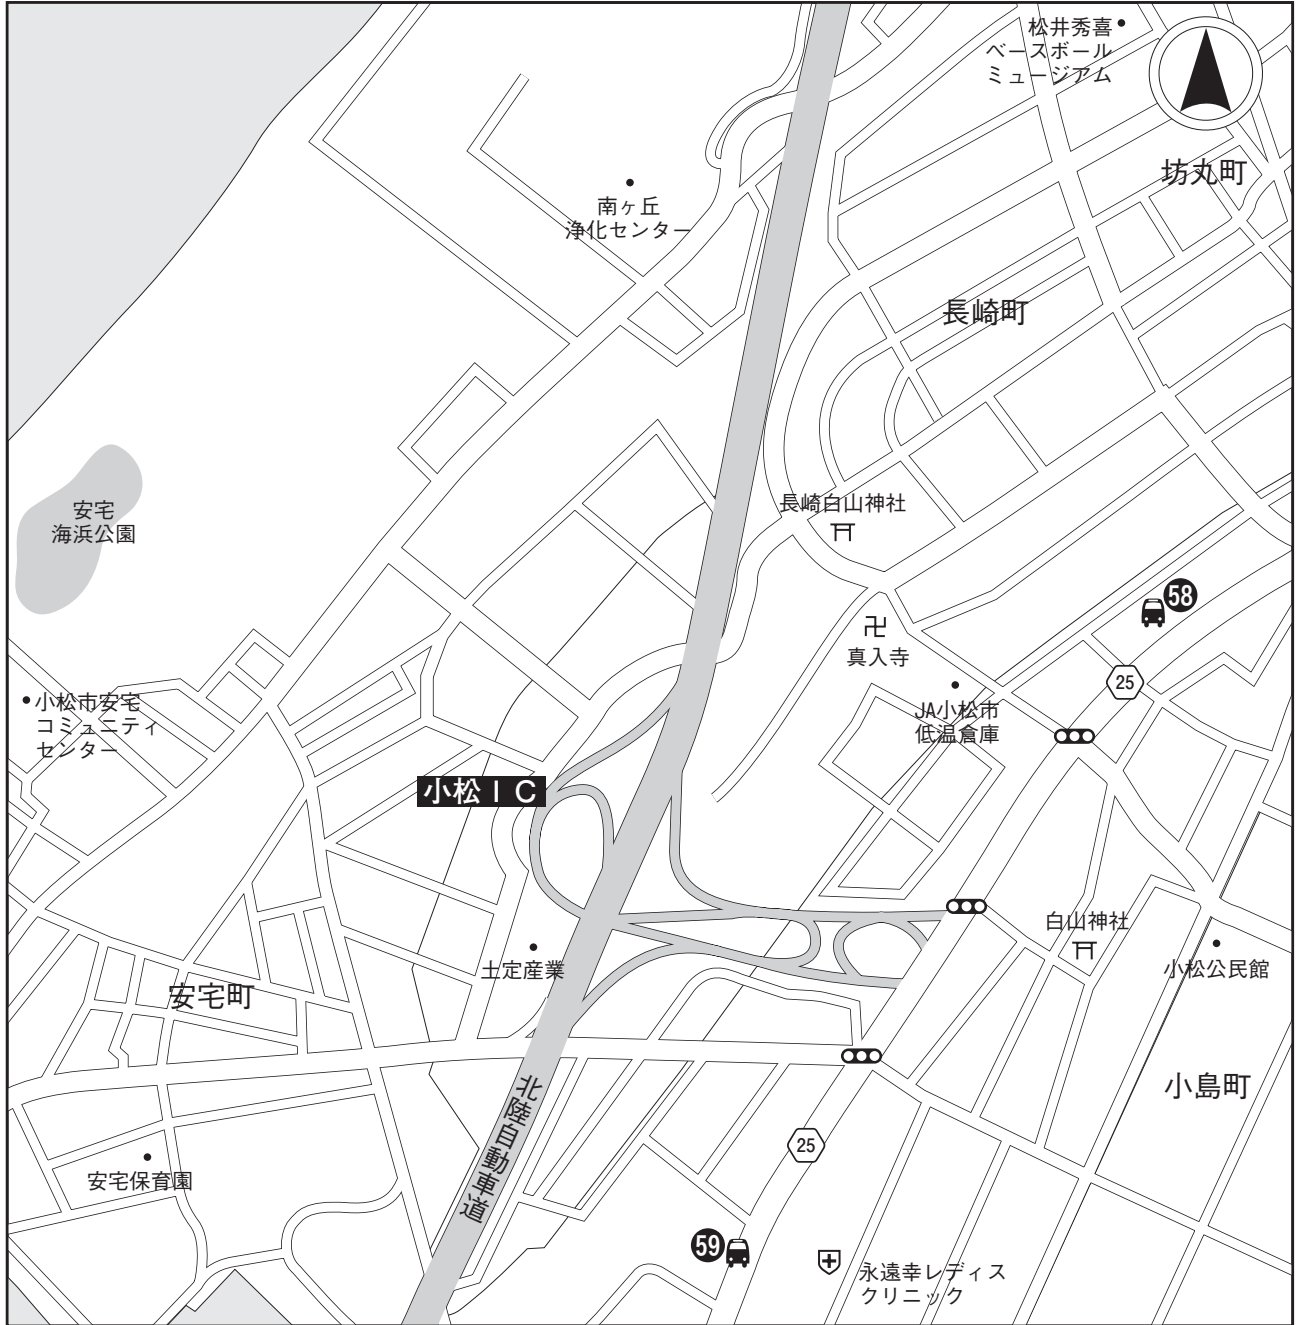 松井秀喜
ベースボール
ミュージアム
坊丸町
南ヶ丘
浄化センター
長崎町
安宅
海浜公園
長崎白山神社
58
真入寺
25
小松市安宅
コミュニティ
センター
JA小松市
低温倉庫
小松IC
白山神社
小松公民館
土定産業
安宅町
小島町
北陸自動車道
25
安宅保育園
59
永遠幸レディス
クリニック